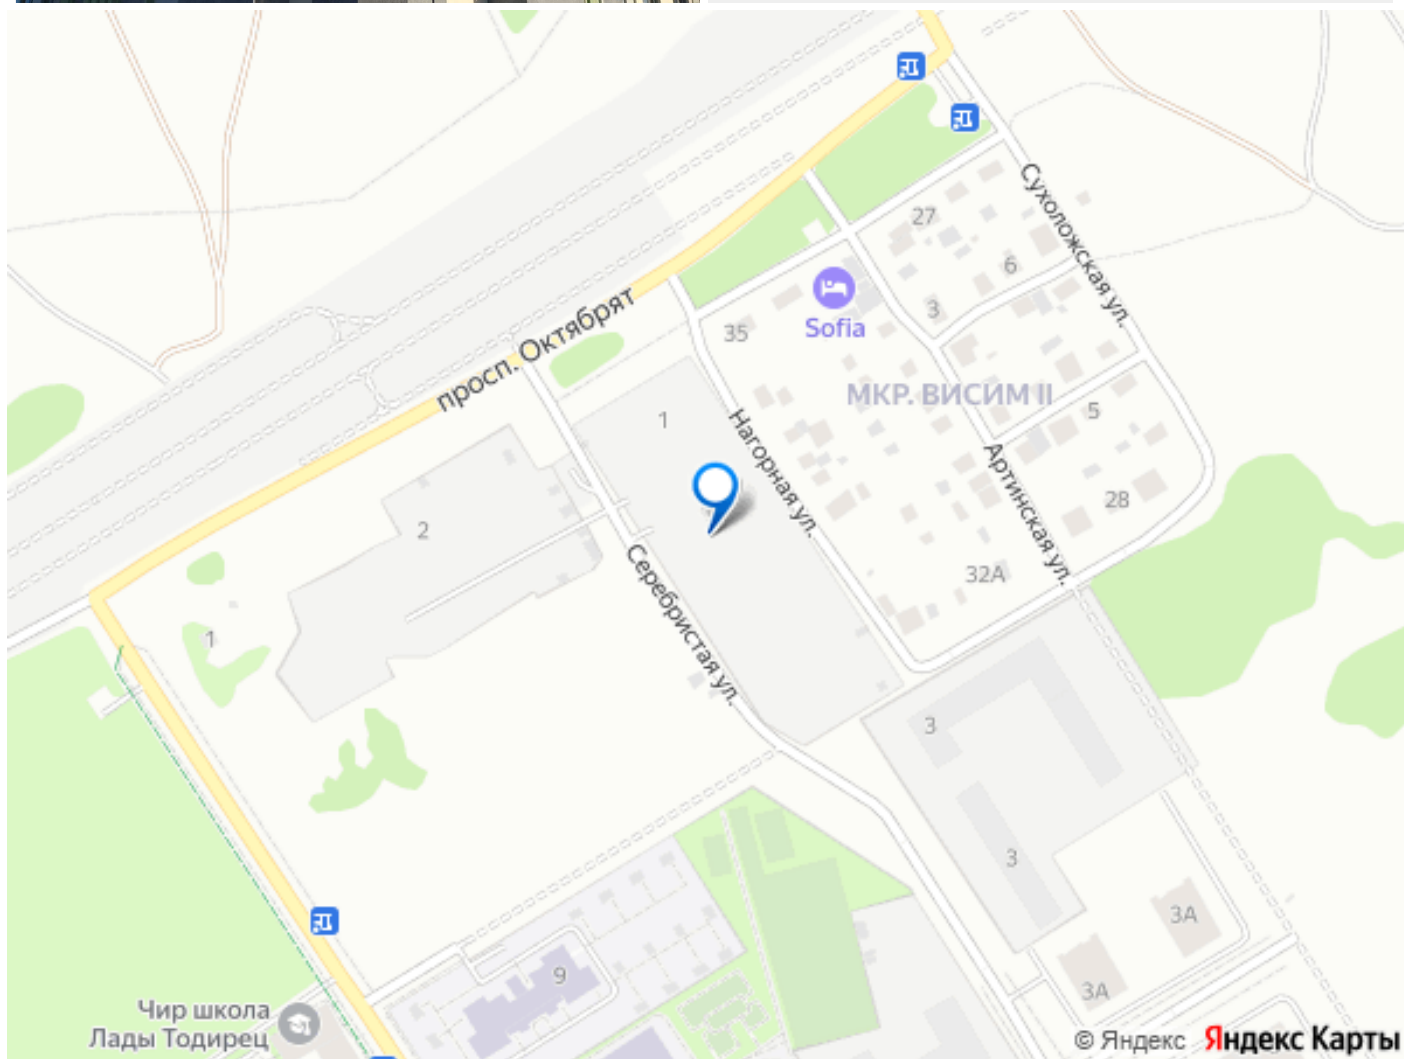 Сухоложская ул.
27
6
3
Sofia
35
просп. Октябрят
МКР. ВИСИМ II
5
1
Нагорная ул.
Артинская ул.
28
2
32А
Серебристая ул.
1
3
3
3А
3А
9
Чир школа
Лады Тодирец
© Яндекс Яндекс Карты